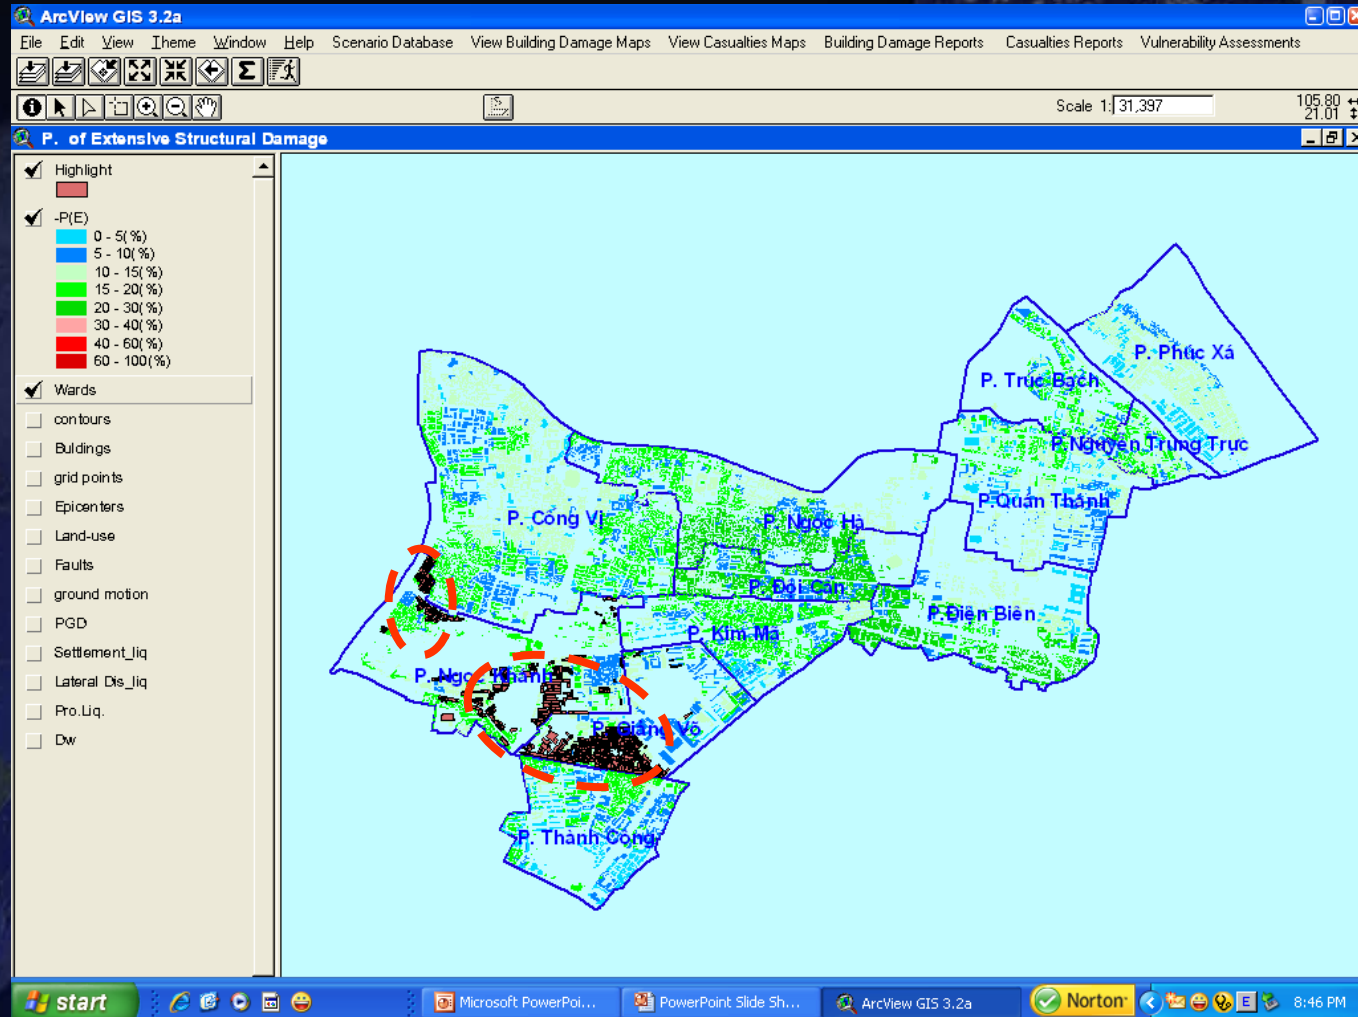 ArcView GIS 3.2a
File Edit View Theme Window Help Scenario Database View Building Damage Maps View Casualties Maps Building Damage Reports Casualties Reports Vulnerability Assessments
Scale 1: 31,397
105.80
21.01
P. of Extensive Structural Damage
Highlight
-P(E)
0 - 5( %)
5 - 10( %)
10 - 15( %)
15 - 20( %)
20 - 30( %)
30 - 40( %)
40 - 60( %)
60 - 100( %)
Wards
contours
Buldings
grid points
Epicenters
Land-use
Faults
ground motion
PGD
Settlement_liq
Lateral Dis_liq
Pro.Liq.
Dw
P. Phúc Xá
P. Trúc Bạch
P.Nguyễn Trung Trực
P.Quán Thánh
P. Cống Vị
P. Ngọc Hà
P. Đội Cấn
P.Điện Biên
P. Kim Mã
P. Ngọc Khánh
P. Giảng Võ
P. Thành Công
start
Microsoft PowerPoi...
PowerPoint Slide Sh...
ArcView GIS 3.2a
Norton
E
8:46 PM